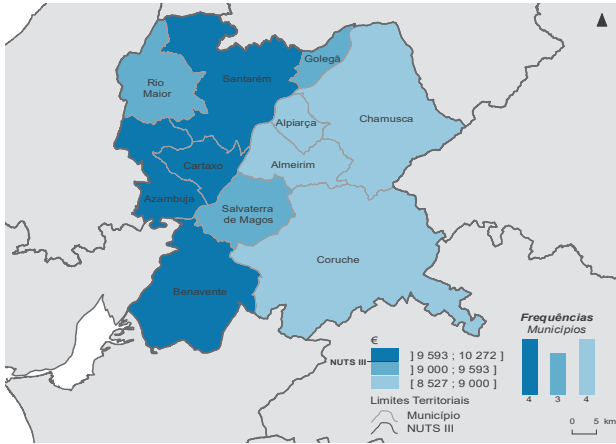 Golegã
Rio
Maior
Santarém
Chamusca
Alpiarça
Cartaxo
Almeirim
Azambuja
Salvaterra
de Magos
Coruche
Benavente
€
NUTS III
] 9 593 ; 10 272 ]
] 9 000 ; 9 593 ]
[ 8 527 ; 9 000 ]
Limites Territoriais
Município
NUTS III
Frequências
Municípios
4 3 4
0 5 km